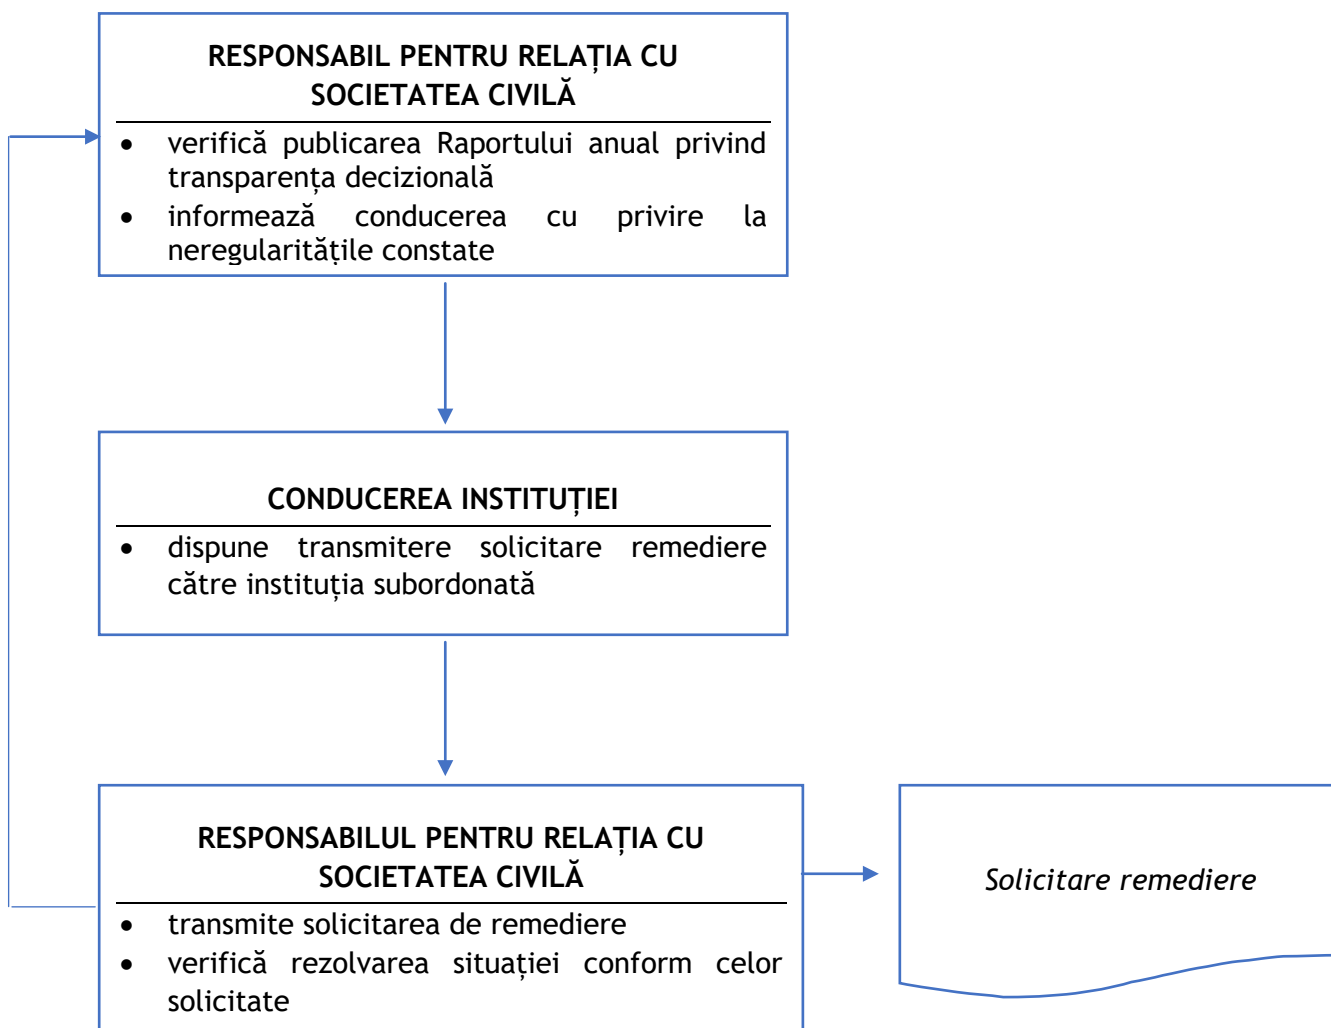 RESPONSABIL PENTRU RELAȚIA CU
SOCIETATEA CIVILĂ
• verifică publicarea Raportului anual privind
transparența decizională
• informează conducerea cu privire la
neregularitățile constate
CONDUCEREA INSTITUȚIEI
• dispune transmitere solicitare remediere
către instituția subordonată
RESPONSABILUL PENTRU RELAȚIA CU
SOCIETATEA CIVILĂ
• transmite solicitarea de remediere
• verifică rezolvarea situației conform celor
solicitate
Solicitare remediere